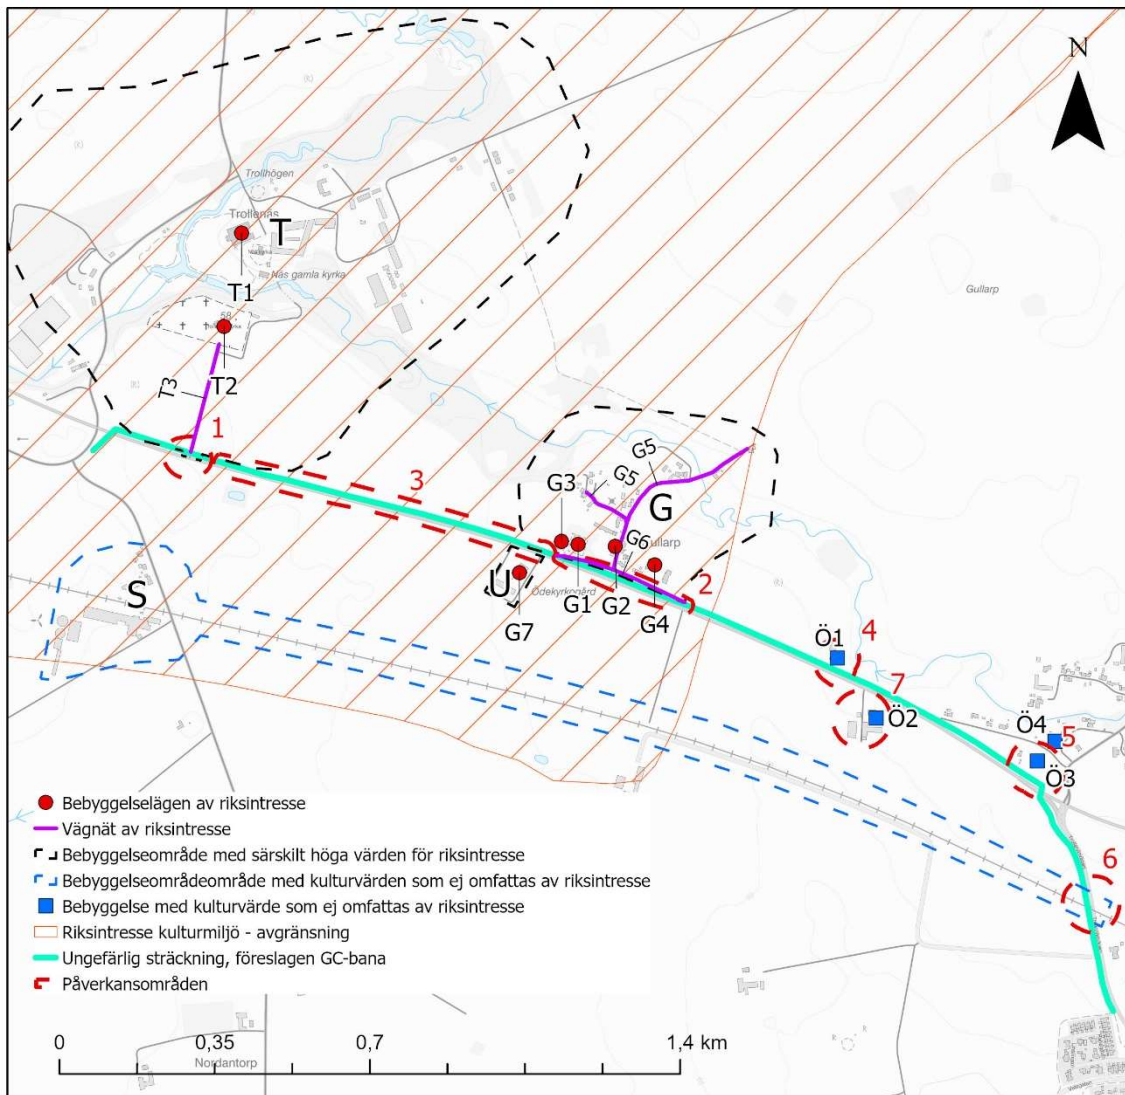 N
Trollhögen
Trollenäs
T
Näs gamla kyrka
T1
58
T2
T3
1
3
Gullarp
G5
G5
G3
G
G6
U
Ödekyrkogård
G1
G2
G4
G7
2
S
Ö1
4
7
Ö2
Ö4
5
Ö3
6
Bebyggelselägen av riksintresse
Vägnät av riksintresse
Bebyggelseområde med särskilt höga värden för riksintresse
Bebyggelseområdeområde med kulturvärden som ej omfattas av riksintresse
Bebyggelse med kulturvärde som ej omfattas av riksintresse
Riksintresse kulturmiljö - avgränsning
Ungefärlig sträckning, föreslagen GC-bana
Påverkansområden
0 0,35 0,7 1,4 km
Nordantorp